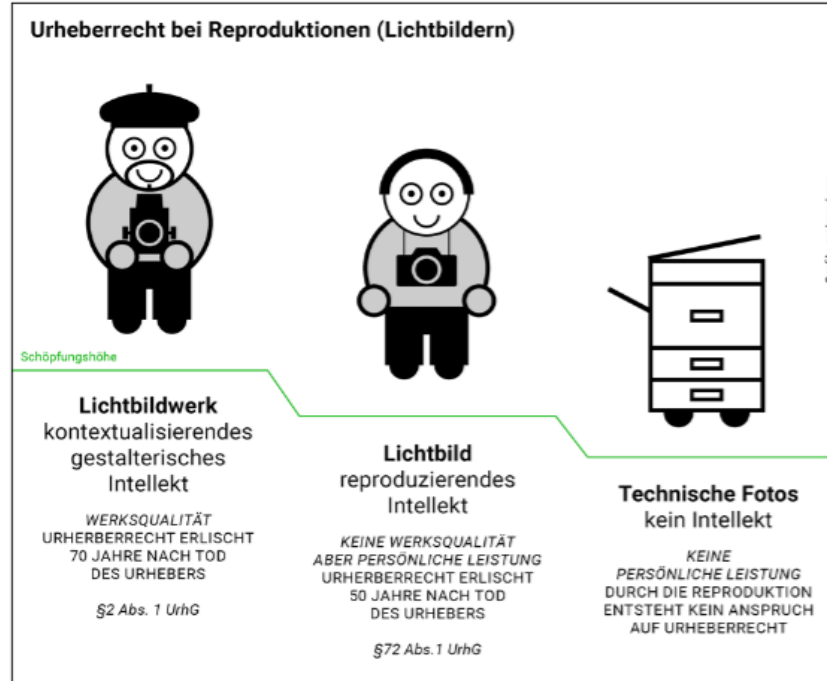 Urheberrecht bei Reproduktionen (Lichtbildern)
Schöpfungshöhe
Lichtbildwerk
kontextualisierendes
gestalterisches
Intellekt
WERKSQUALITÄT
URHERBERRECHT ERLISCHT
70 JAHRE NACH TOD
DES URHEBERS
§2 Abs. 1 UrhG
Lichtbild
reproduzierendes
Intellekt
KEINE WERKSQUALITÄT
ABER PERSÖNLICHE LEISTUNG
URHERBERRECHT ERLISCHT
50 JAHRE NACH TOD
DES URHEBERS
§72 Abs.1 UrhG
Technische Fotos
kein Intellekt
KEINE
PERSÖNLICHE LEISTUNG
DURCH DIE REPRODUKTION
ENTSTEHT KEIN ANSPRUCH
AUF URHEBERRECHT